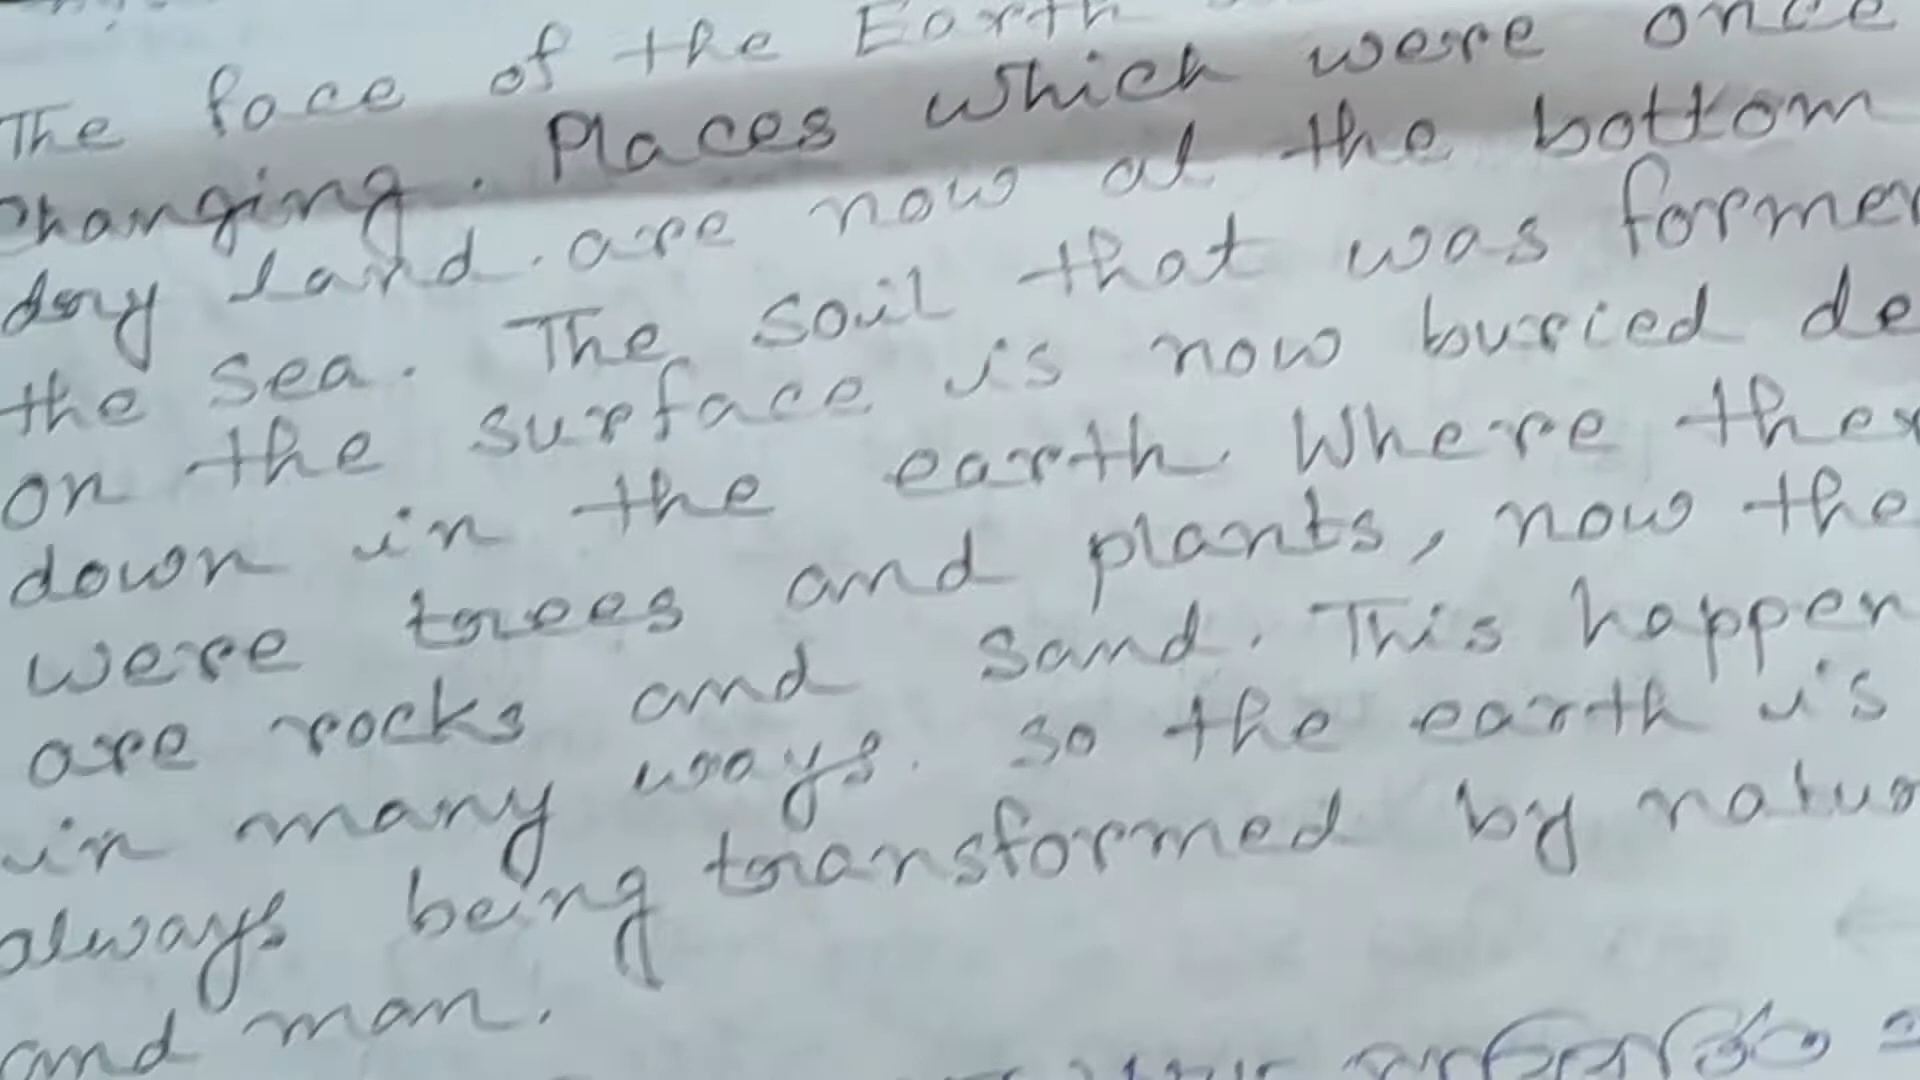 The face of the Earth
changing. Places which were once
dry land. are now at the bottom
the sea. The soil that was former
on the surface is now buried de
down in the earth. Where ther
were trees and plants, now the
are rocks and sand. This happen
in many ways. So the earth is
always being transformed by natur
and man.